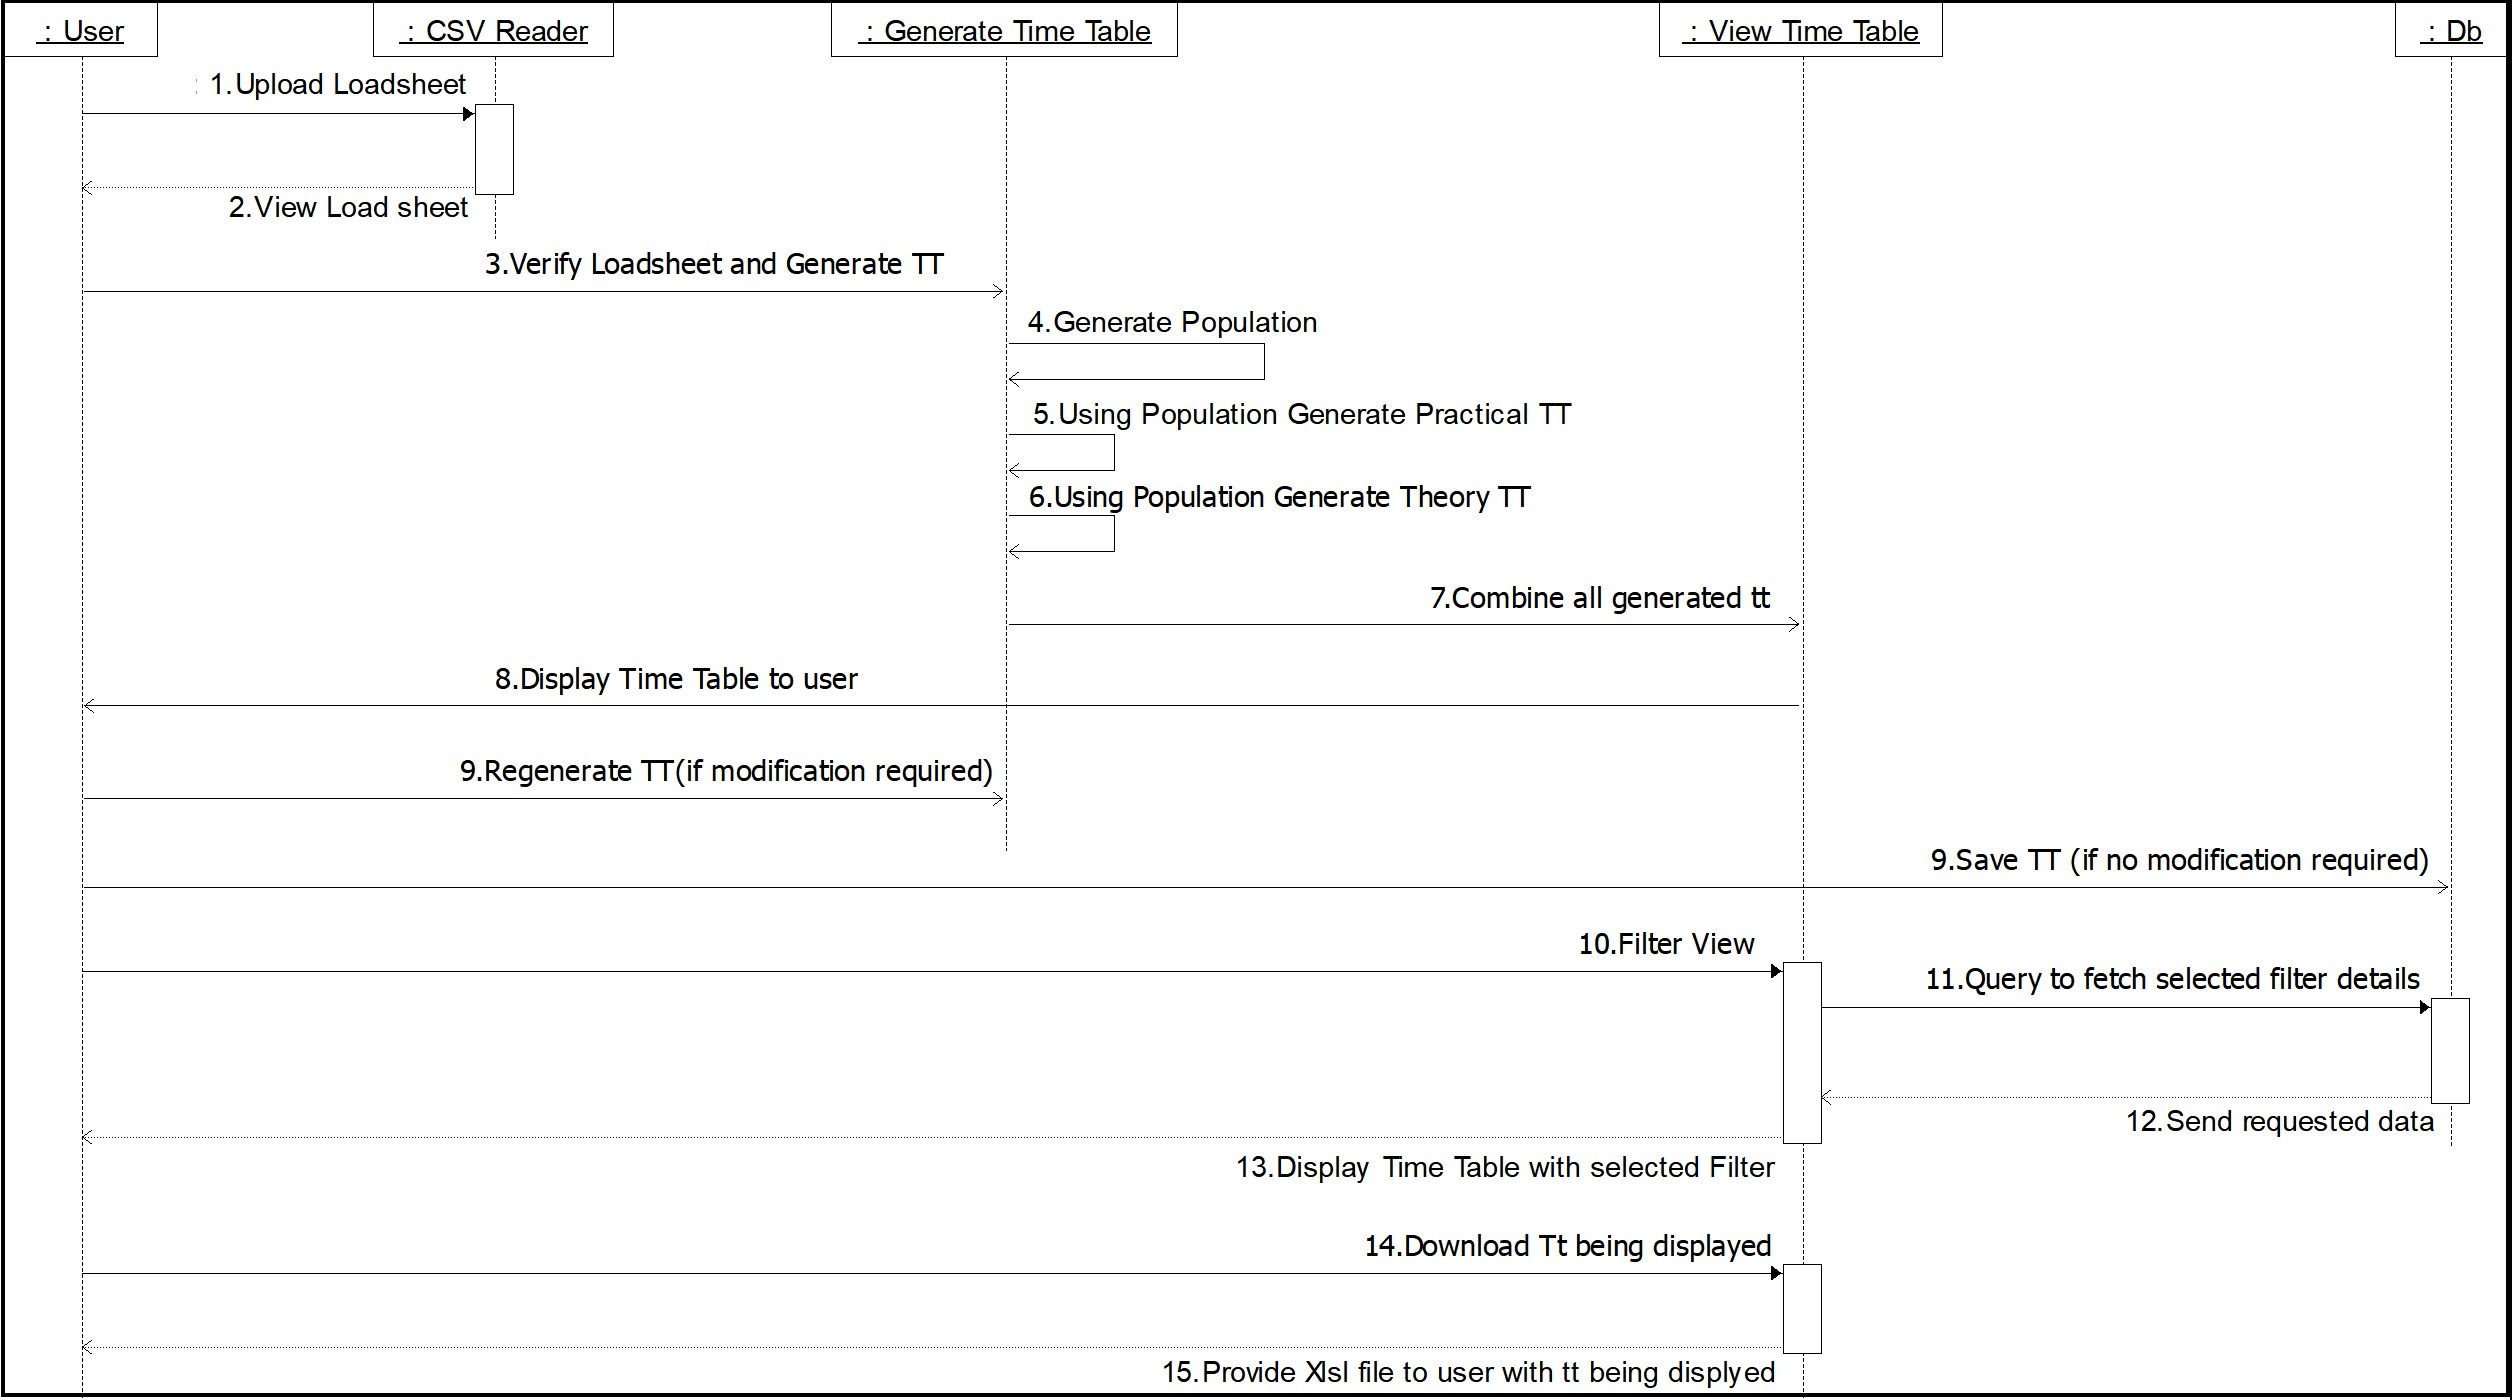 : User
: CSV Reader
: Generate Time Table
: View Time Table
: Db
: 1.Upload Loadsheet
2.View Load sheet
3.Verify Loadsheet and Generate TT
4.Generate Population
5.Using Population Generate Practical TT
6.Using Population Generate Theory TT
7.Combine all generated tt
8.Display Time Table to user
9.Regenerate TT(if modification required)
9.Save TT (if no modification required)
10.Filter View
11.Query to fetch selected filter details
12.Send requested data
13.Display Time Table with selected Filter
14.Download Tt being displayed
15.Provide Xlsl file to user with tt being displyed